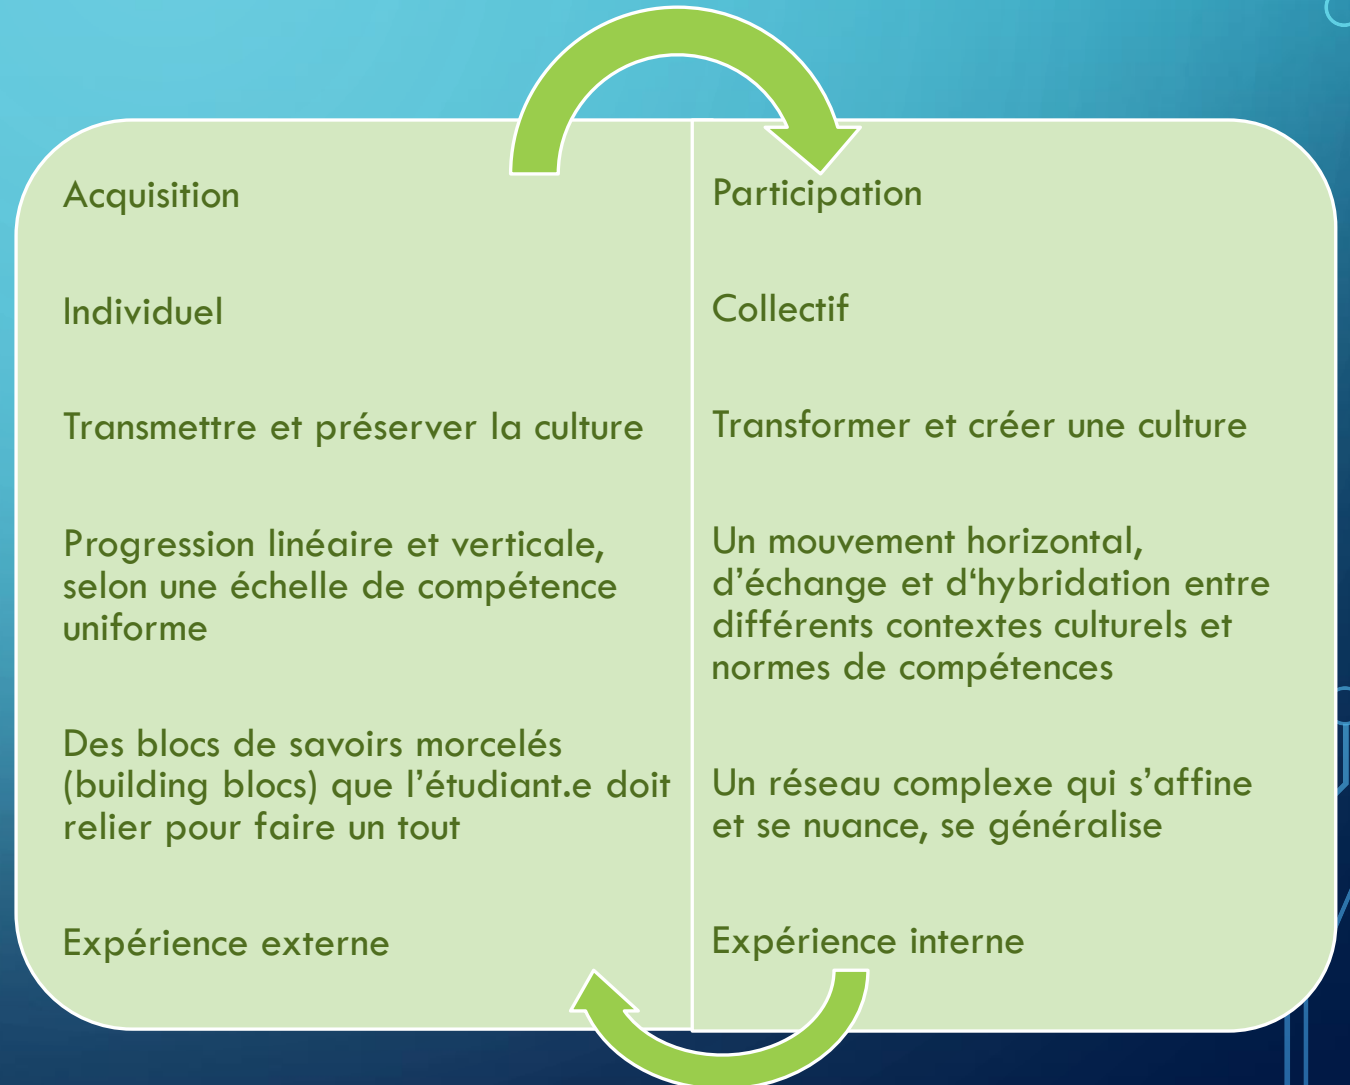 Acquisition
Individuel
Transmettre et préserver la culture
Progression linéaire et verticale,
selon une échelle de compétence
uniforme
Des blocs de savoirs morcelés
(building blocs) que l’étudiant.e doit
relier pour faire un tout
Expérience externe
Participation
Collectif
Transformer et créer une culture
Un mouvement horizontal,
d’échange et d‘hybridation entre
différents contextes culturels et
normes de compétences
Un réseau complexe qui s’affine
et se nuance, se généralise
Expérience interne